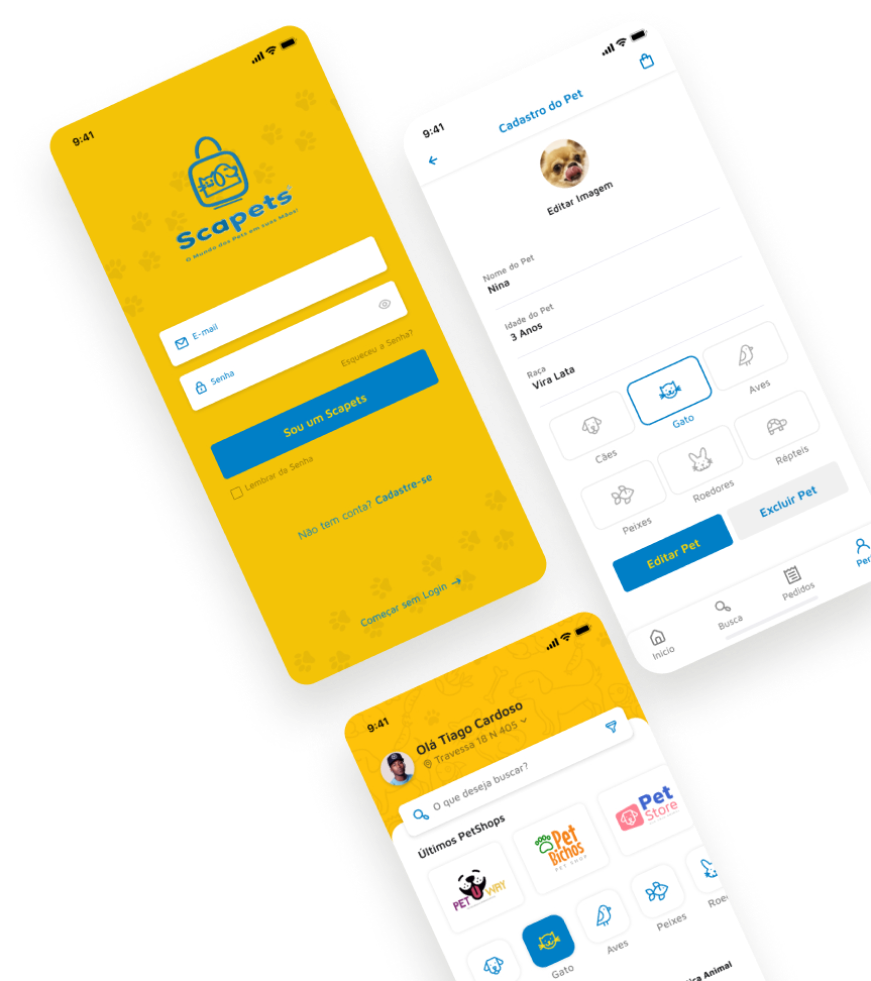 9:41
Scapets
O Mundo dos Pets em suas Mãos!
E-mail
Senha
Esqueceu a Senha?
Sou um Scapets
Lembrar da Senha
Não tem conta? Cadastre-se
Começar sem Login
9:41
Cadastro do Pet
Editar Imagem
Nome do Pet
Nina
Idade do Pet
3 Anos
Raça
Vira Lata
Cães
Gato
Aves
Peixes
Roedores
Répteis
Editar Pet
Excluir Pet
Início
Busca
Pedidos
Per
9:41
Olá Tiago Cardoso
Travessa 18 N 405
O que deseja buscar?
Últimos PetShops
PET U WAY
Pet
Bichos
PET SHOP
Pet
Store
Gato
Aves
Peixes
Roe
Animal